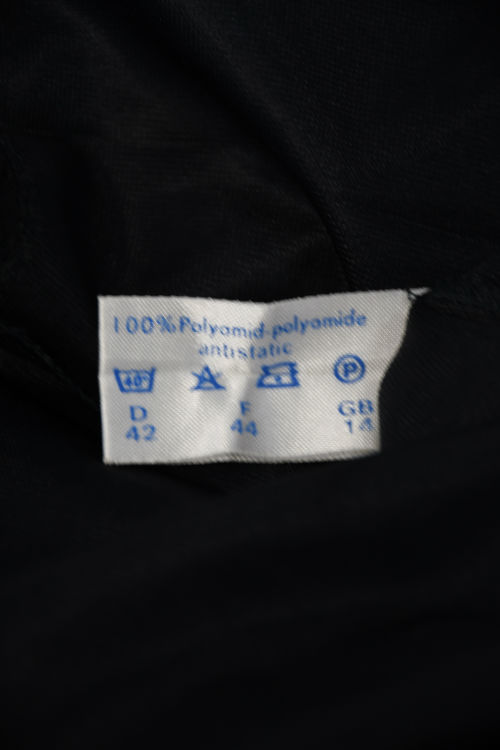 100% Polyamid-polyamide
antistatic
40° A P
D F GB
42 44 14